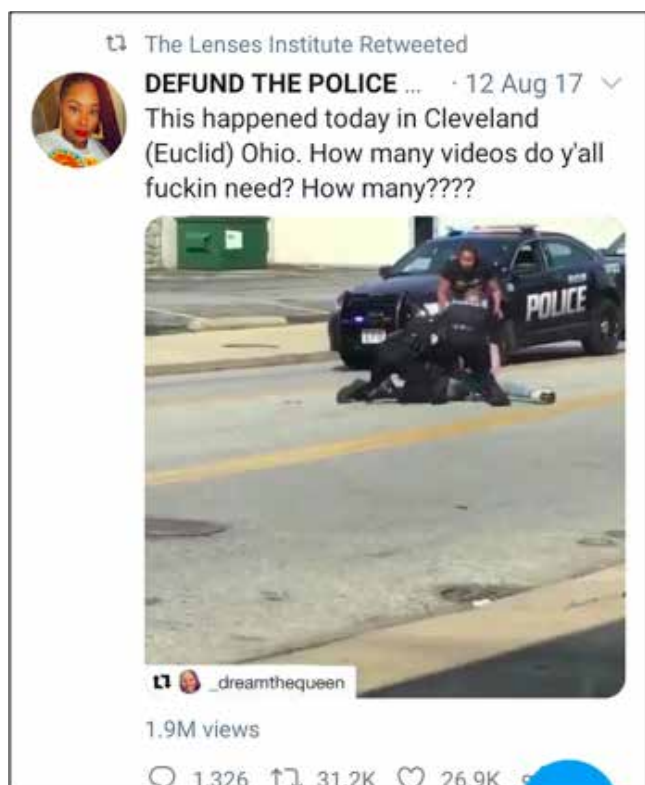 The Lenses Institute Retweeted
DEFUND THE POLICE ... · 12 Aug 17
This happened today in Cleveland
(Euclid) Ohio. How many videos do y'all
fuckin need? How many????
POLICE
_dreamthequeen
1.9M views
1,326 31.2K 26.9K